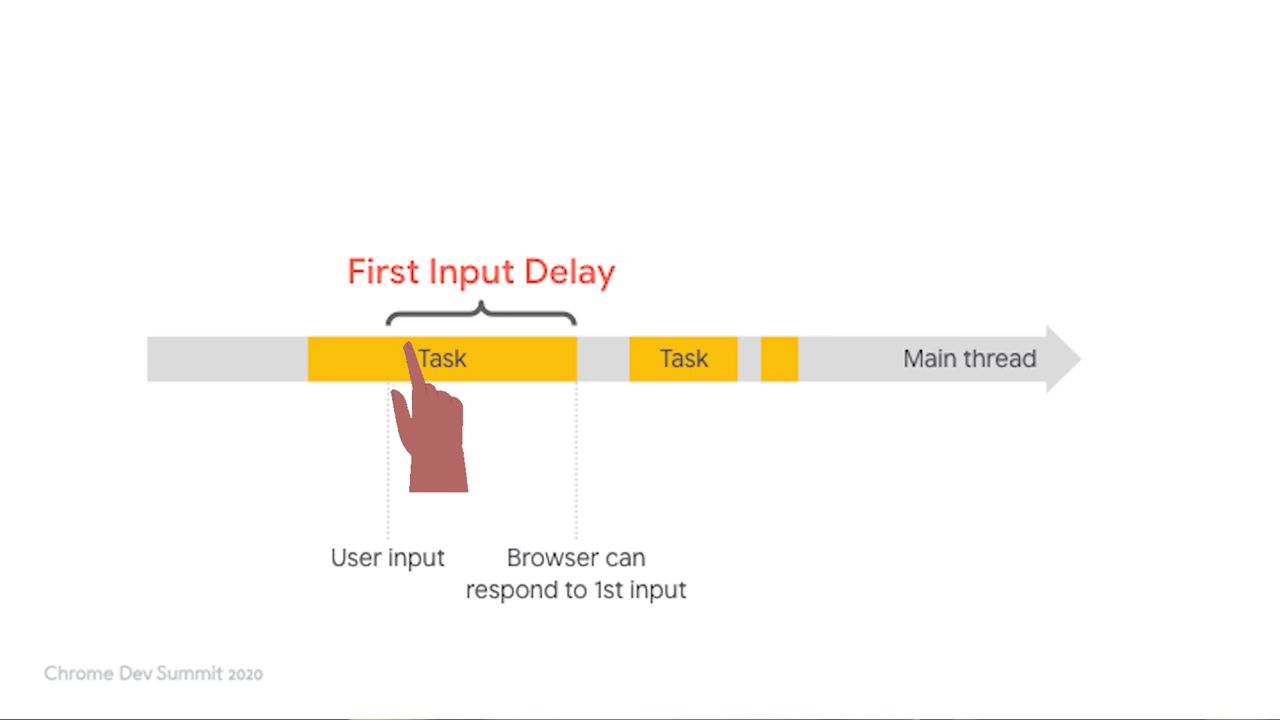 First Input Delay
Task
Task
Main thread
User input
Browser can
respond to 1st input
Chrome Dev Summit 2020